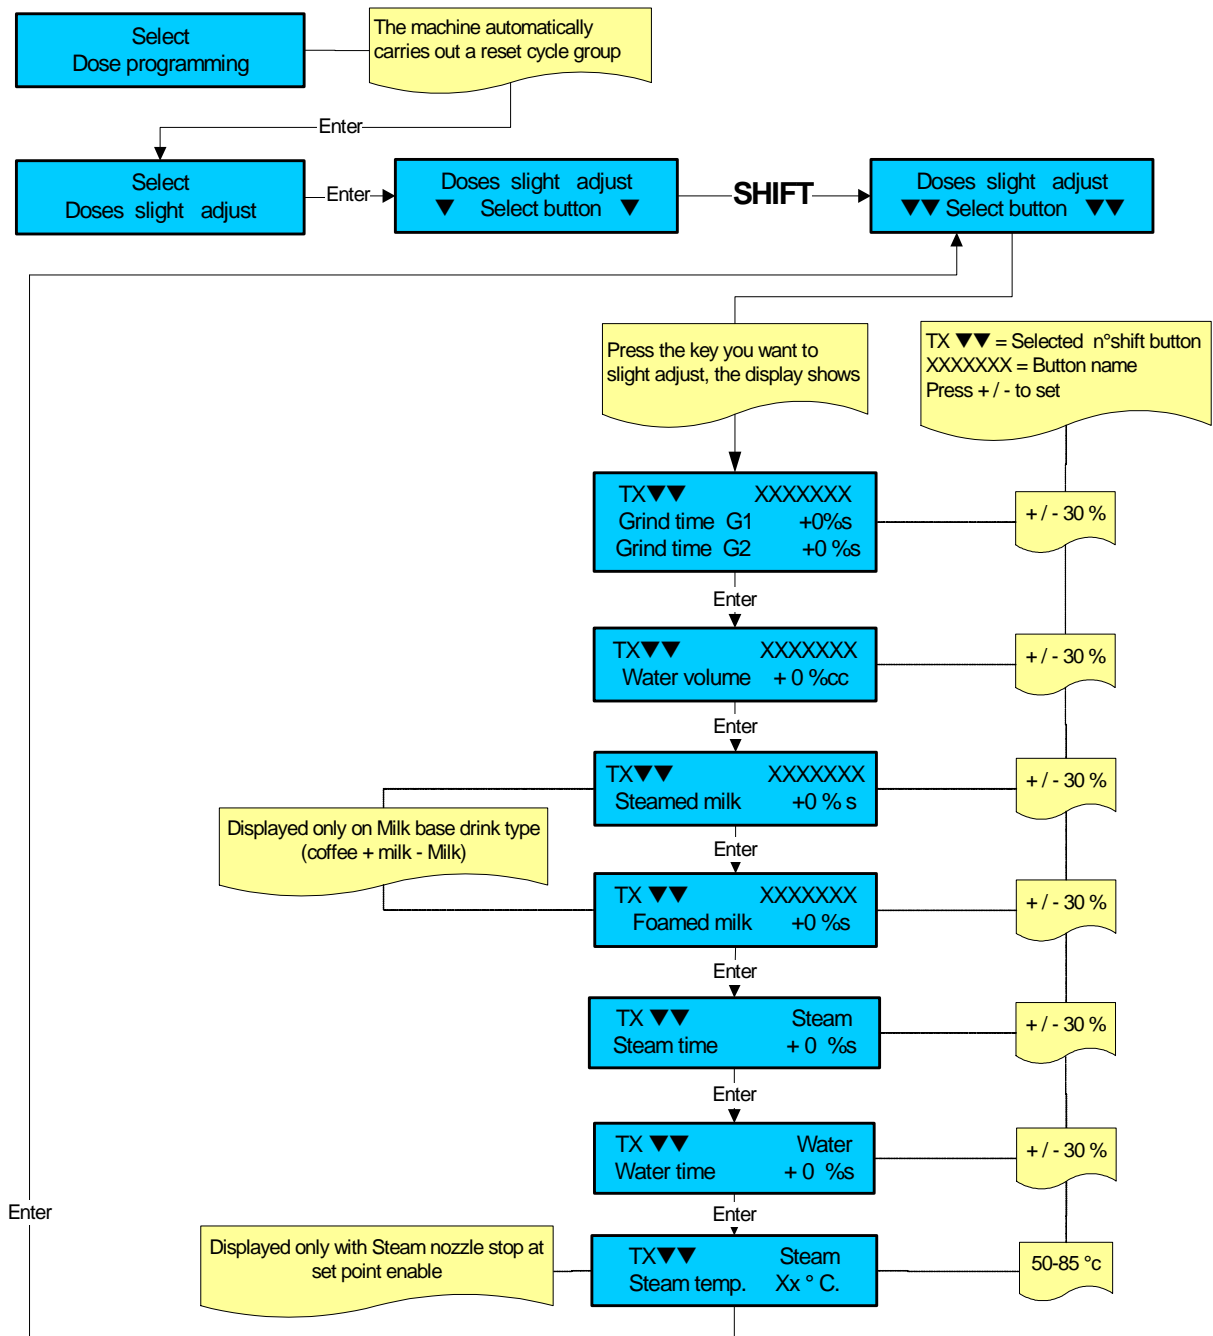 Select
Dose programming
The machine automatically
carries out a reset cycle group
Enter
Select
Doses slight adjust
Enter
Doses slight adjust
▼ Select button ▼
SHIFT
Doses slight adjust
▼▼ Select button ▼▼
Press the key you want to
slight adjust, the display shows
TX ▼▼ = Selected n°shift button
XXXXXXX = Button name
Press + / - to set
TX▼▼ XXXXXXX
Grind time G1 +0%s
Grind time G2 +0 %s
+ / - 30 %
Enter
TX▼▼ XXXXXXX
Water volume + 0 %cc
+ / - 30 %
Enter
TX▼▼ XXXXXXX
Steamed milk +0 % s
+ / - 30 %
Displayed only on Milk base drink type
(coffee + milk - Milk)
Enter
TX ▼▼ XXXXXXX
Foamed milk +0 %s
+ / - 30 %
Enter
TX ▼▼ Steam
Steam time + 0 %s
+ / - 30 %
Enter
TX ▼▼ Water
Water time + 0 %s
+ / - 30 %
Enter
Enter
Displayed only with Steam nozzle stop at
set point enable
TX▼▼ Steam
Steam temp. Xx ° C.
50-85 °c